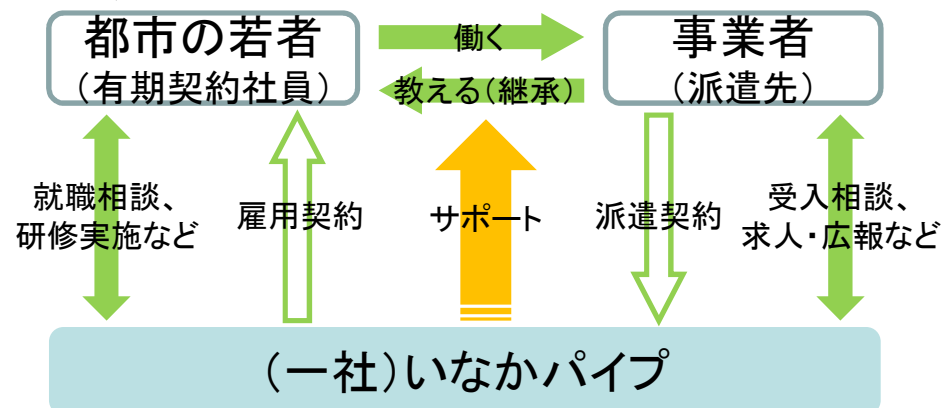 都市の若者
(有期契約社員)
働く
教える(継承)
事業者
(派遣先)
就職相談、
研修実施など
雇用契約
サポート
派遣契約
受入相談、
求人・広報など
(一社)いなかパイプ